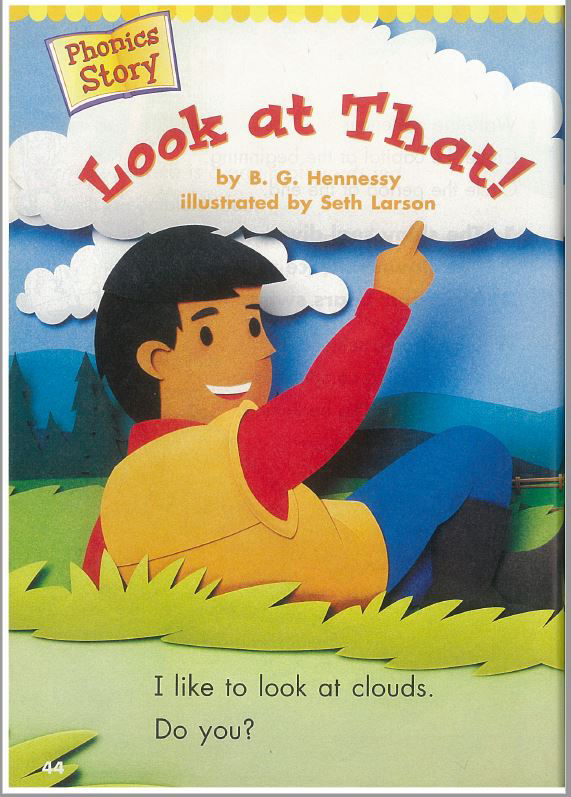 Phonics
Story
Look at That!
by B. G. Hennessy
illustrated by Seth Larson
I like to look at clouds.
Do you?
44